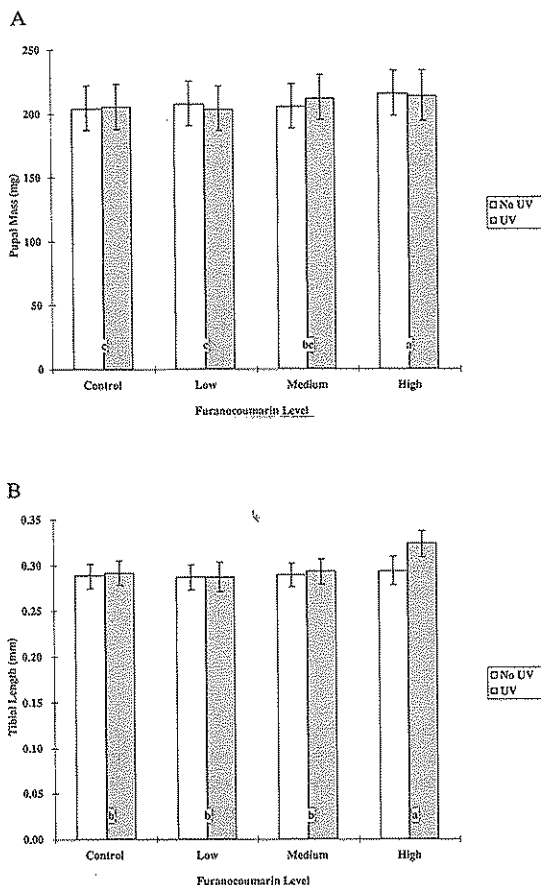 A
250
200
150
100
50
0
Pupal Mass (mg)
c
c
bc
a
Control Low Medium High
Furanocoumarin Level
No UV
UV
B
0.35
0.30
0.25
0.20
0.15
0.10
0.05
0.00
Tibial Length (mm)
b
b
b
a
Control Low Medium High
Furanocoumarin Level
No UV
UV